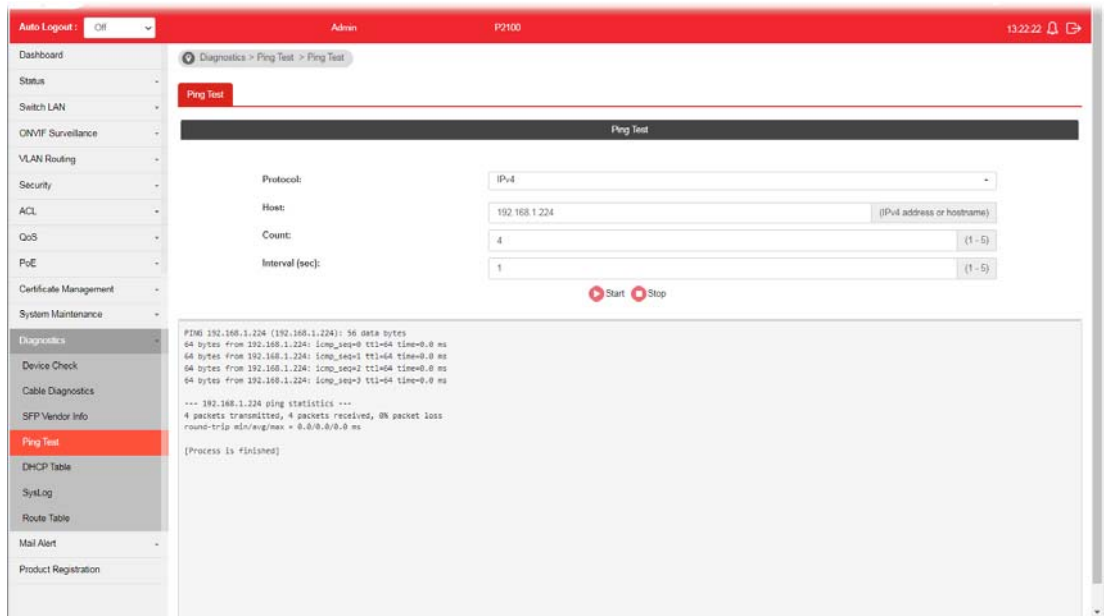 Auto Logout : Off Admin P2100 13:22:22
Dashboard
Status
Switch LAN
ONVIF Surveillance
VLAN Routing
Security
ACL
QoS
PoE
Certificate Management
System Maintenance
Diagnostics
Device Check
Cable Diagnostics
SFP Vendor Info
Ping Test
DHCP Table
SysLog
Route Table
Mail Alert
Product Registration
Diagnostics > Ping Test > Ping Test
Ping Test
Ping Test
Protocol: IPv4
Host: 192.168.1.224 (IPv4 address or hostname)
Count: 4 (1 - 5)
Interval (sec): 1 (1 - 5)
Start Stop
PING 192.168.1.224 (192.168.1.224): 56 data bytes
64 bytes from 192.168.1.224: icmp_seq=0 ttl=64 time=0.0 ms
64 bytes from 192.168.1.224: icmp_seq=1 ttl=64 time=0.0 ms
64 bytes from 192.168.1.224: icmp_seq=2 ttl=64 time=0.0 ms
64 bytes from 192.168.1.224: icmp_seq=3 ttl=64 time=0.0 ms
--- 192.168.1.224 ping statistics ---
4 packets transmitted, 4 packets received, 0% packet loss
round-trip min/avg/max = 0.0/0.0/0.0 ms
[Process is finished]